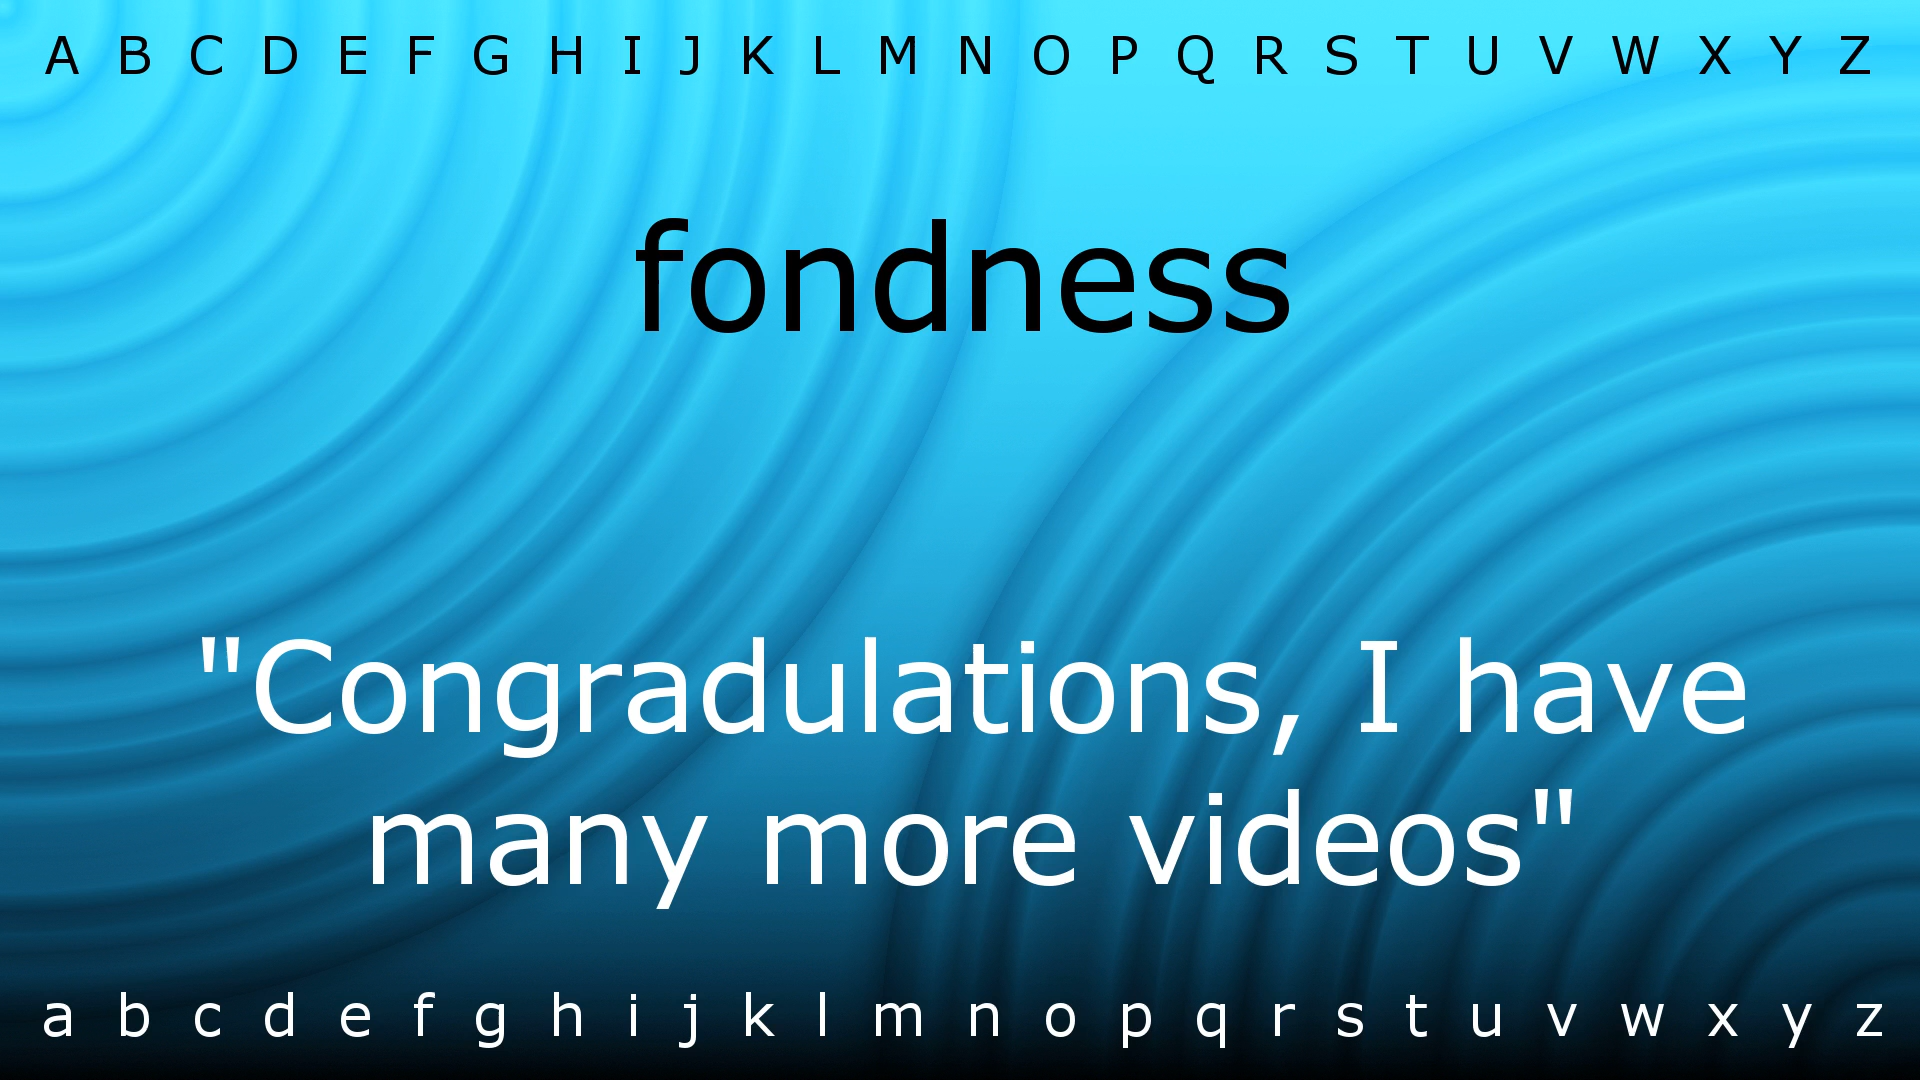 A B C D E F G H I J K L M N O P Q R S T U V W X Y Z
fondness
"Congradulations, I have
many more videos"
a b c d e f g h i j k l m n o p q r s t u v w x y z